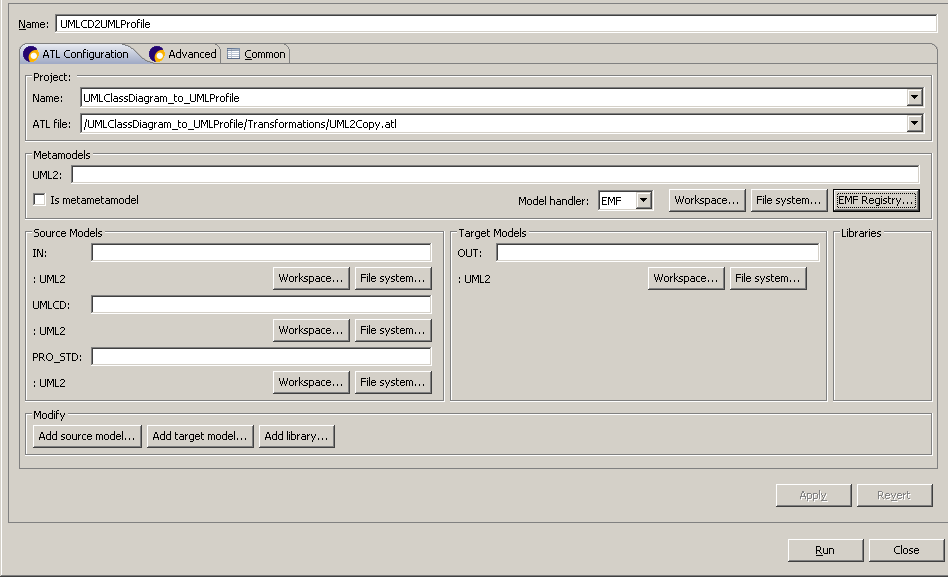 Name: UMLCD2UMLProfile
ATL Configuration Advanced Common
Project:
Name: UMLClassDiagram_to_UMLProfile
ATL file: /UMLClassDiagram_to_UMLProfile/Transformations/UML2Copy.atl
Metamodels
UML2:
Is metametamodel Model handler: EMF Workspace... File system... EMF Registry...
Source Models
IN:
: UML2 Workspace... File system...
UMLCD:
: UML2 Workspace... File system...
PRO_STD:
: UML2 Workspace... File system...
Target Models
OUT:
: UML2 Workspace... File system...
Libraries
Modify
Add source model... Add target model... Add library...
Apply Revert
Run Close